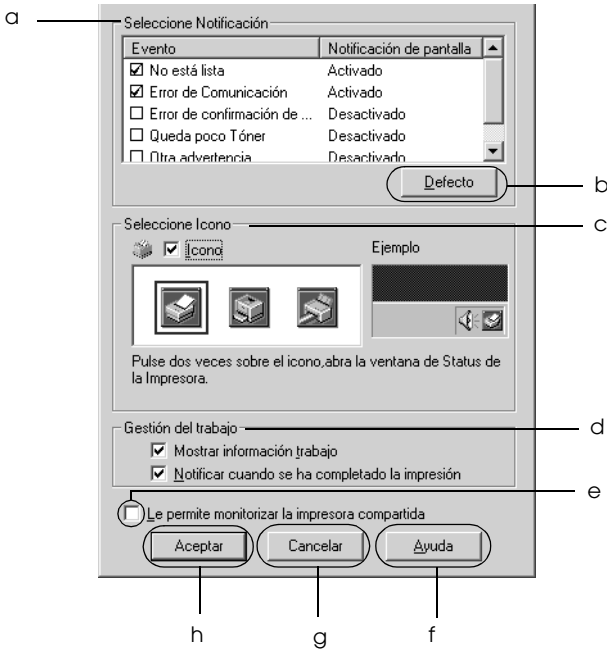 a
Seleccione Notificación
Evento Notificación de pantalla
No está lista Activado
Error de Comunicación Activado
Error de confirmación de ... Desactivado
Queda poco Tóner Desactivado
Otra advertencia Desactivado
Defecto
b
Seleccione Icono
c
Icono
Ejemplo
Pulse dos veces sobre el icono,abra la ventana de Status de
la Impresora.
Gestión del trabajo
d
Mostrar información trabajo
Notificar cuando se ha completado la impresión
e
Le permite monitorizar la impresora compartida
Aceptar Cancelar Ayuda
h g f